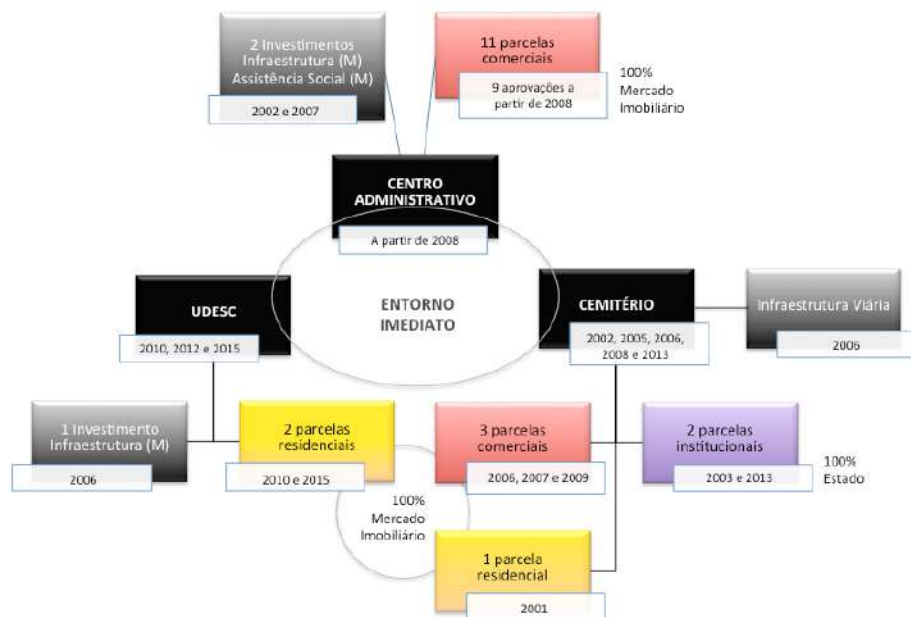 2 Investimentos
Infraestrutura (M)
Assistência Social (M)
2002 e 2007
11 parcelas
comerciais
9 aprovações a
partir de 2008
100%
Mercado
Imobiliário
CENTRO
ADMINISTRATIVO
A partir de 2008
ENTORNO
IMEDIATO
UDESC
2010, 2012 e 2015
CEMITÉRIO
2002, 2005, 2006,
2008 e 2013
Infraestrutura Viária
2006
1 Investimento
Infraestrutura (M)
2006
2 parcelas
residenciais
2010 e 2015
3 parcelas
comerciais
2006, 2007 e 2009
2 parcelas
institucionais
2003 e 2013
100%
Estado
100%
Mercado
Imobiliário
1 parcela
residencial
2001